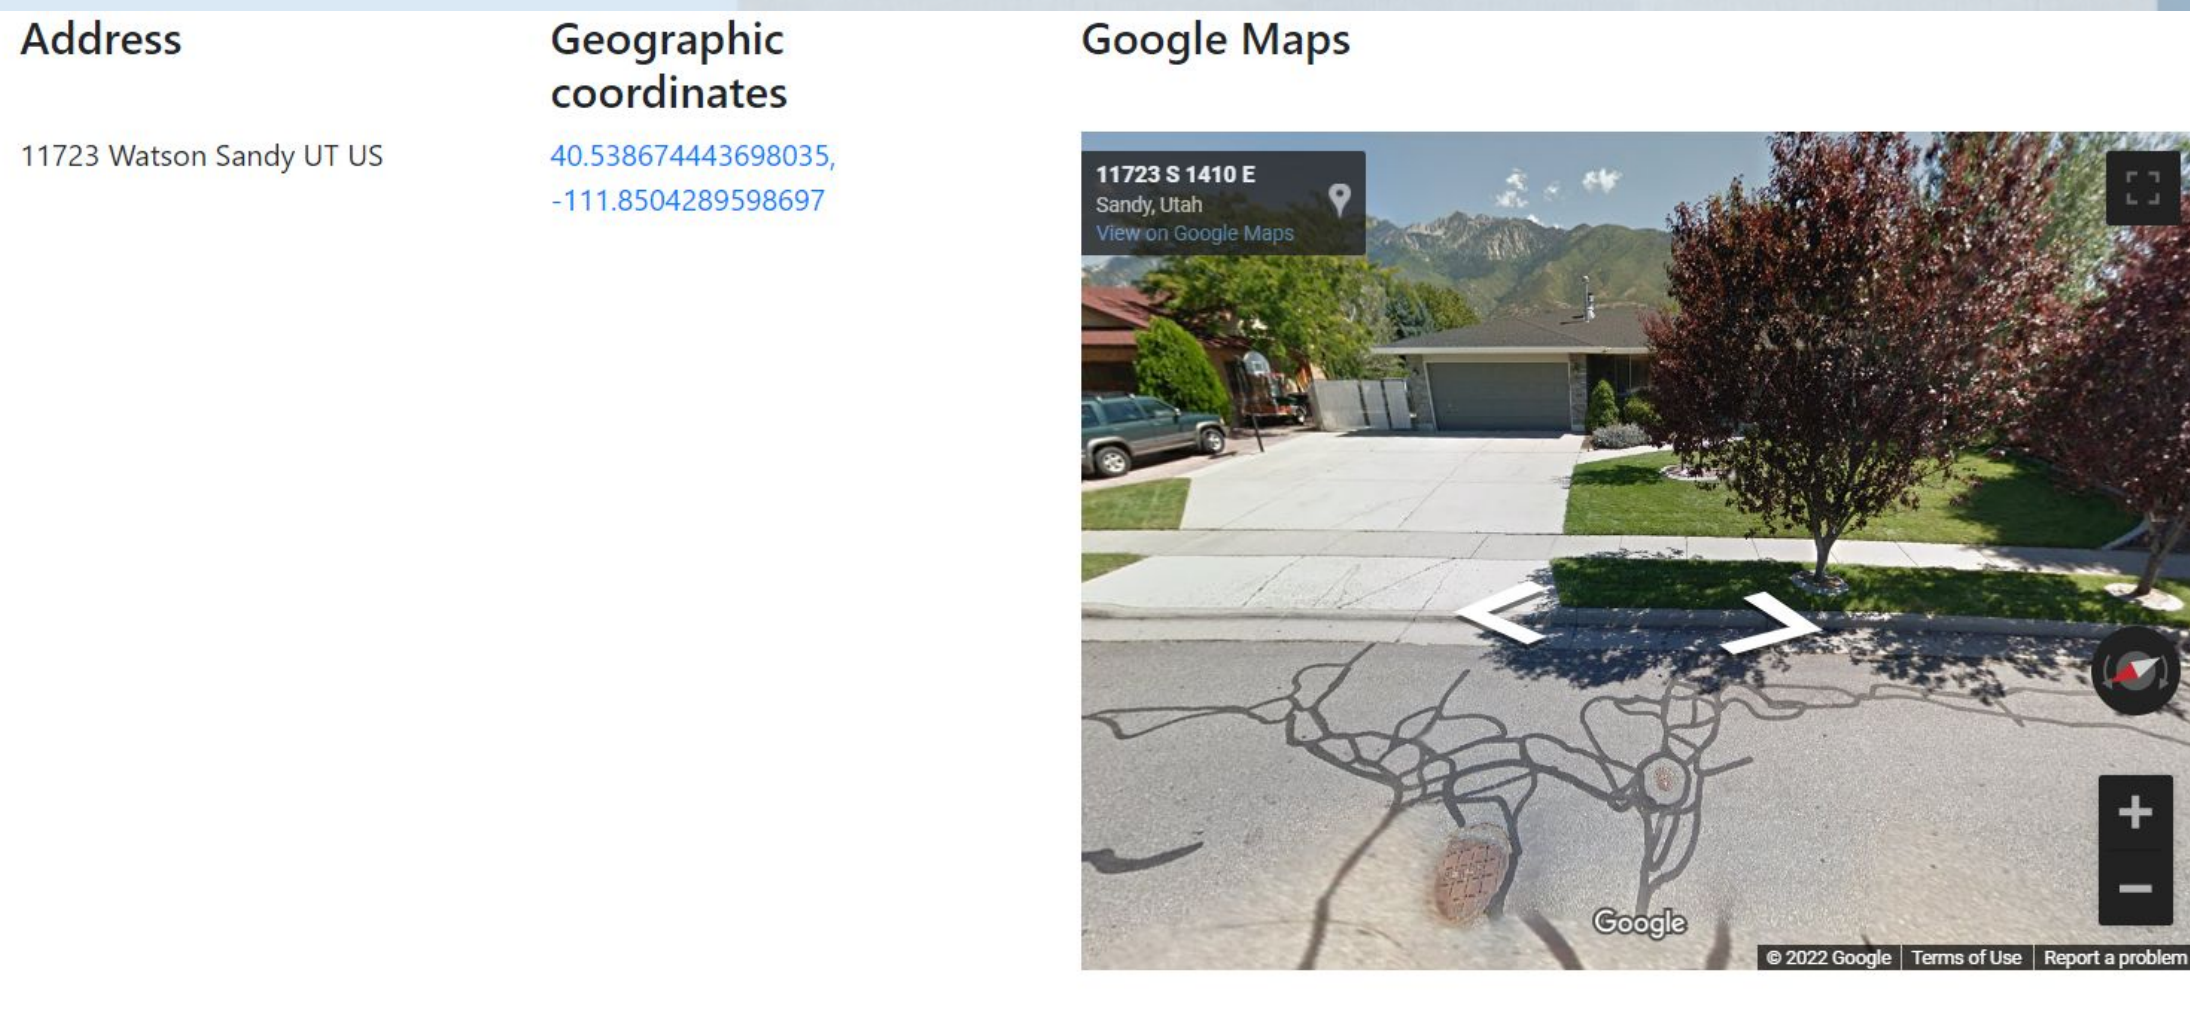 Address
Geographic
coordinates
Google Maps
11723 Watson Sandy UT US
40.538674443698035,
-111.8504289598697
11723 S 1410 E
Sandy, Utah
View on Google Maps
Google
© 2022 Google
Terms of Use
Report a problem